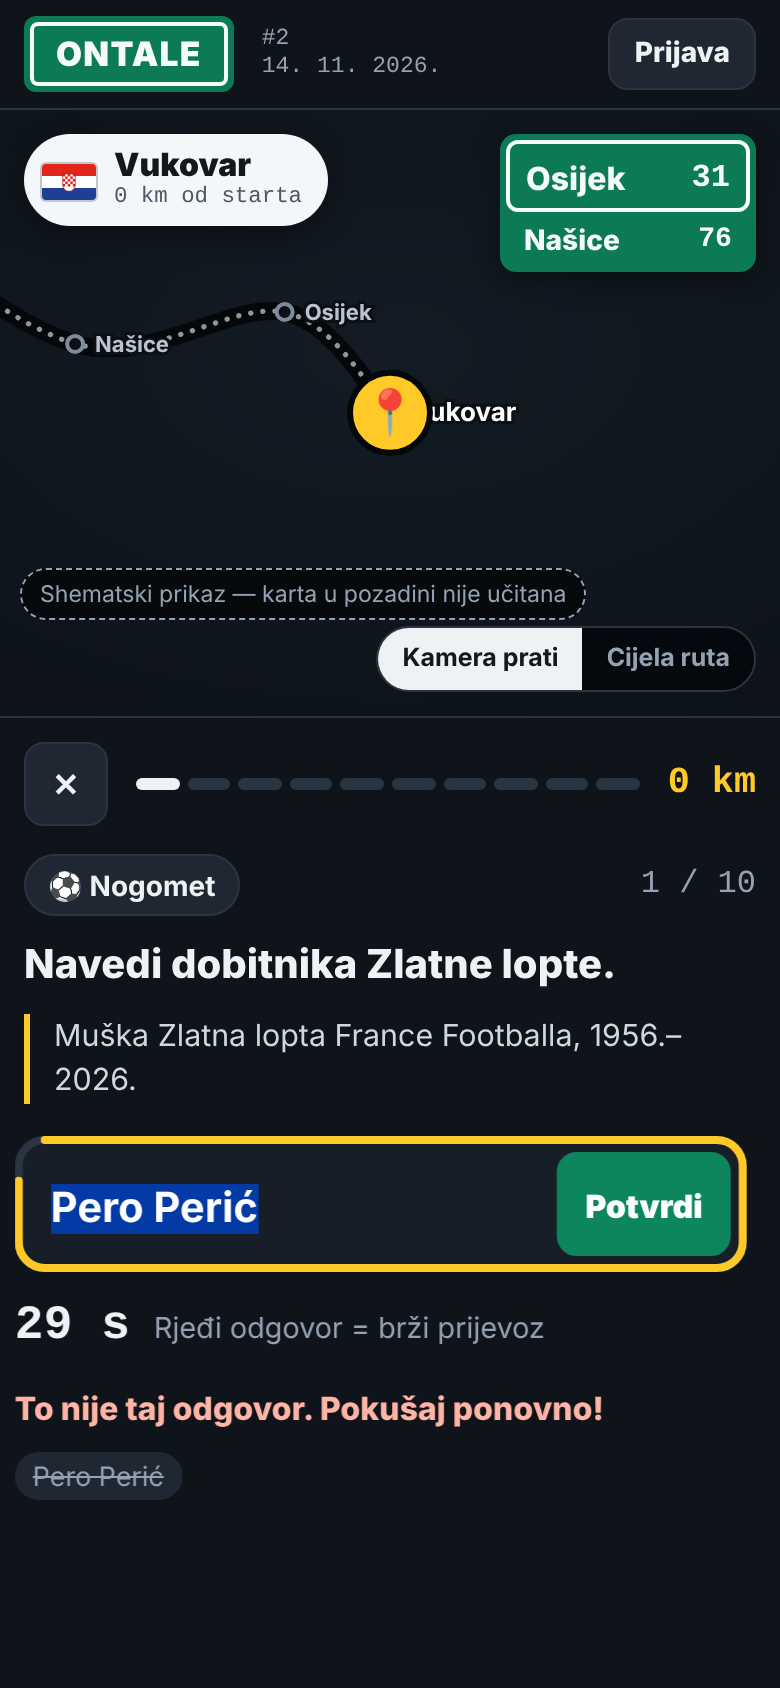 ONTALE
#2
14. 11. 2026.
Prijava
Vukovar
0 km od starta
Osijek 31
Našice 76
Osijek
Našice
ukovar
Shematski prikaz — karta u pozadini nije učitana
Kamera prati
Cijela ruta
×
0 km
⚽ Nogomet
1 / 10
Navedi dobitnika Zlatne lopte.
Muška Zlatna lopta France Footballa, 1956.–
2026.
Pero Perić
Potvrdi
29 s
Rjeđi odgovor = brži prijevoz
To nije taj odgovor. Pokušaj ponovno!
Pero Perić